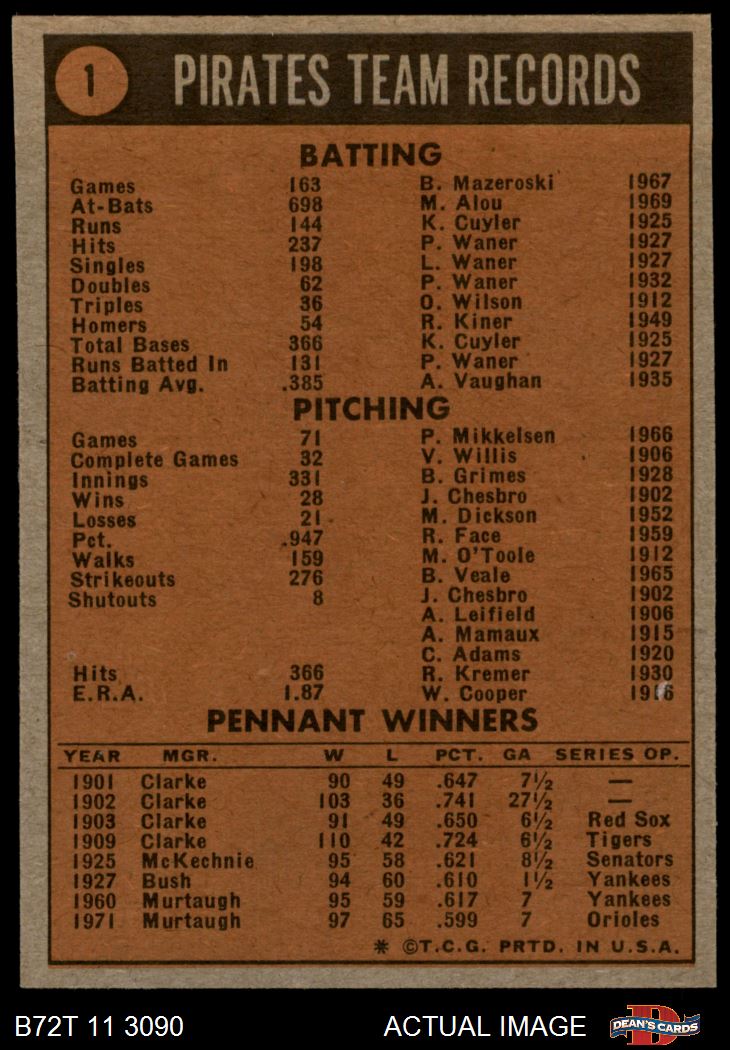 1 PIRATES TEAM RECORDS
BATTING
Games 163 B. Mazeroski 1967
At-Bats 698 M. Alou 1969
Runs 144 K. Cuyler 1925
Hits 237 P. Waner 1927
Singles 198 L. Waner 1927
Doubles 62 P. Waner 1932
Triples 36 O. Wilson 1912
Homers 54 R. Kiner 1949
Total Bases 366 K. Cuyler 1925
Runs Batted In 131 P. Waner 1927
Batting Avg. .385 A. Vaughan 1935
PITCHING
Games 71 P. Mikkelsen 1966
Complete Games 32 V. Willis 1906
Innings 331 B. Grimes 1928
Wins 28 J. Chesbro 1902
Losses 21 M. Dickson 1952
Pct. .947 R. Face 1959
Walks 159 M. O'Toole 1912
Strikeouts 276 B. Veale 1965
Shutouts 8 J. Chesbro 1902
A. Leifield 1906
A. Mamaux 1915
C. Adams 1920
Hits 366 R. Kremer 1930
E.R.A. 1.87 W. Cooper 1916
PENNANT WINNERS
YEAR MGR. W L PCT. GA SERIES OP.
1901 Clarke 90 49 .647 7½ —
1902 Clarke 103 36 .741 27½ —
1903 Clarke 91 49 .650 6½ Red Sox
1909 Clarke 110 42 .724 6½ Tigers
1925 McKechnie 95 58 .621 8½ Senators
1927 Bush 94 60 .610 1½ Yankees
1960 Murtaugh 95 59 .617 7 Yankees
1971 Murtaugh 97 65 .599 7 Orioles
* ©T.C.G. PRTD. IN U.S.A.
B72T 11 3090 ACTUAL IMAGE DEAN'S CARDS